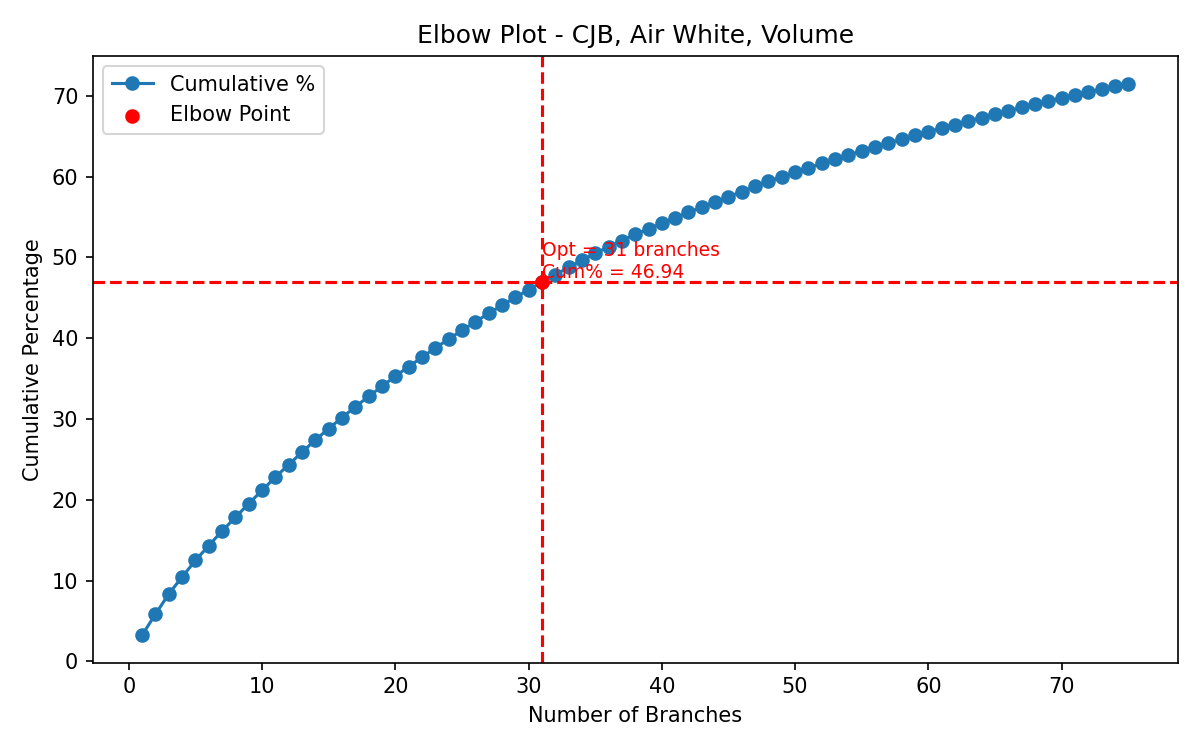 Elbow Plot - CJB, Air White, Volume
Cumulative %
Elbow Point
Opt = 31 branches
Cum% = 46.94
Cumulative Percentage
70
60
50
40
30
20
10
0
0 10 20 30 40 50 60 70
Number of Branches